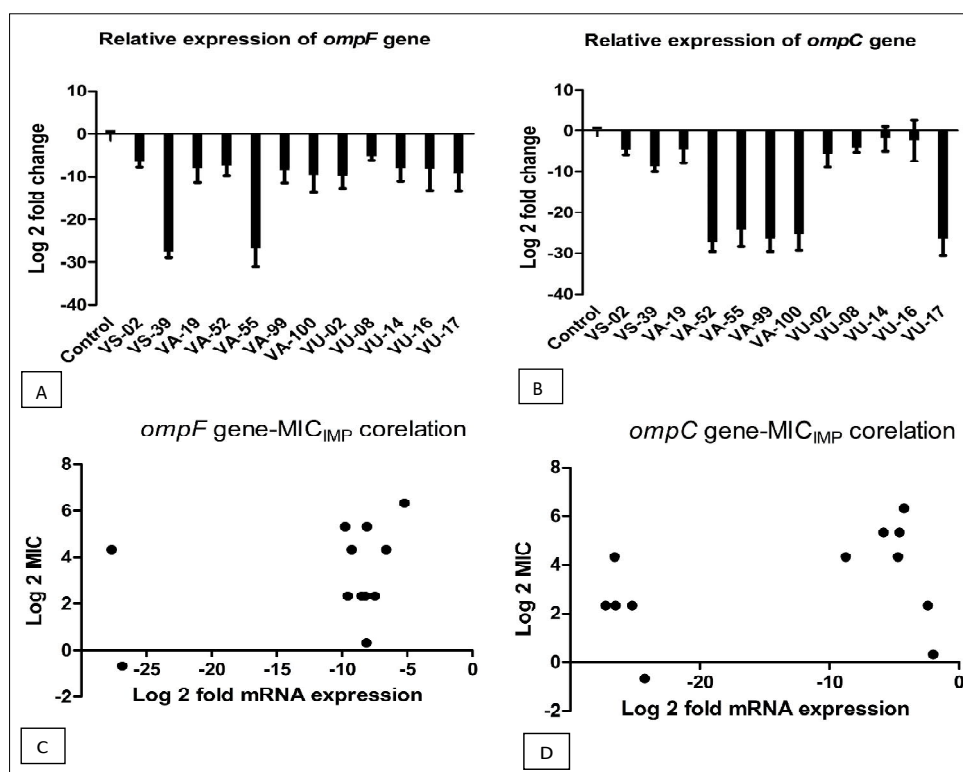 Relative expression of ompF gene
Log 2 fold change
10
0
-10
-20
-30
-40
Control
VS-02
VS-39
VA-19
VA-52
VA-55
VA-99
VA-100
VU-02
VU-08
VU-14
VU-16
VU-17
A
Relative expression of ompC gene
Log 2 fold change
10
0
-10
-20
-30
-40
Control
VS-02
VS-39
VA-19
VA-52
VA-55
VA-99
VA-100
VU-02
VU-08
VU-14
VU-16
VU-17
B
ompF gene-MICIMP corelation
Log 2 MIC
8
6
4
2
0
-2
-25
-20
-15
-10
-5
0
Log 2 fold mRNA expression
C
ompC gene-MICIMP corelation
Log 2 MIC
8
6
4
2
0
-2
-20
-10
0
Log 2 fold mRNA expression
D